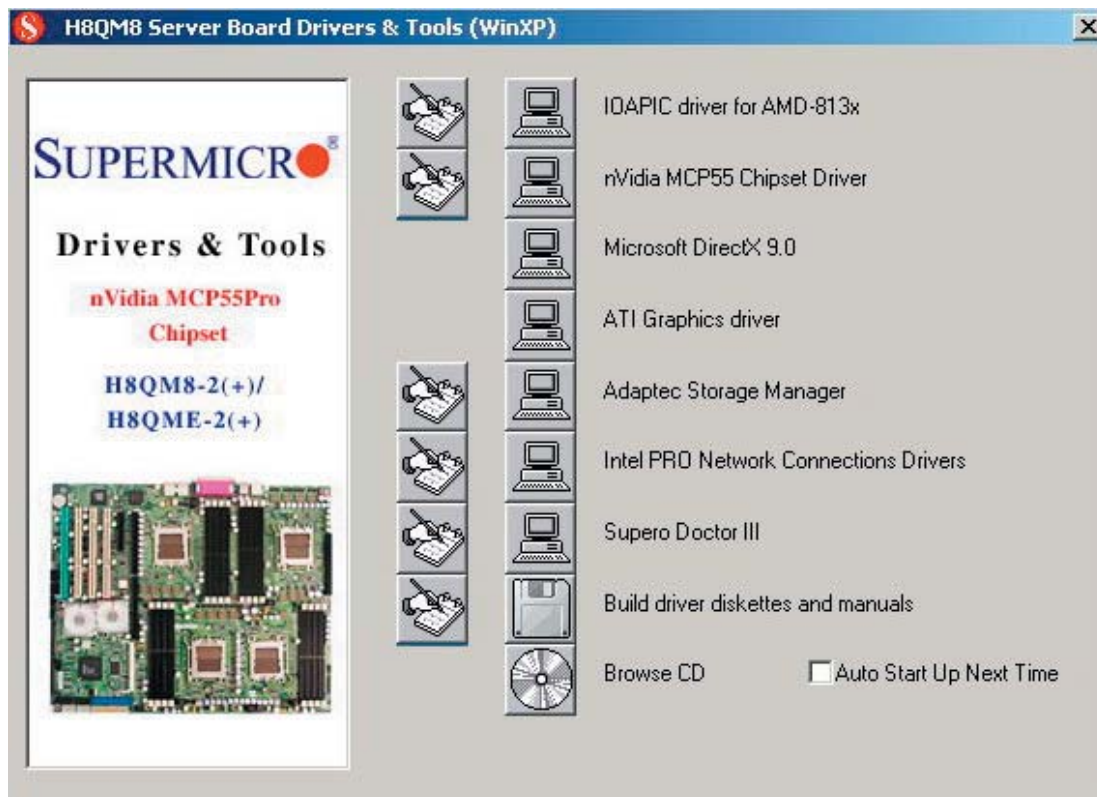 H8QM8 Server Board Drivers & Tools (WinXP)
SUPERMICRO®
Drivers & Tools
nVidia MCP55Pro
Chipset
H8QM8-2(+)/
H8QME-2(+)
IOAPIC driver for AMD-813x
nVidia MCP55 Chipset Driver
Microsoft DirectX 9.0
ATI Graphics driver
Adaptec Storage Manager
Intel PRO Network Connections Drivers
Supero Doctor III
Build driver diskettes and manuals
Browse CD
Auto Start Up Next Time